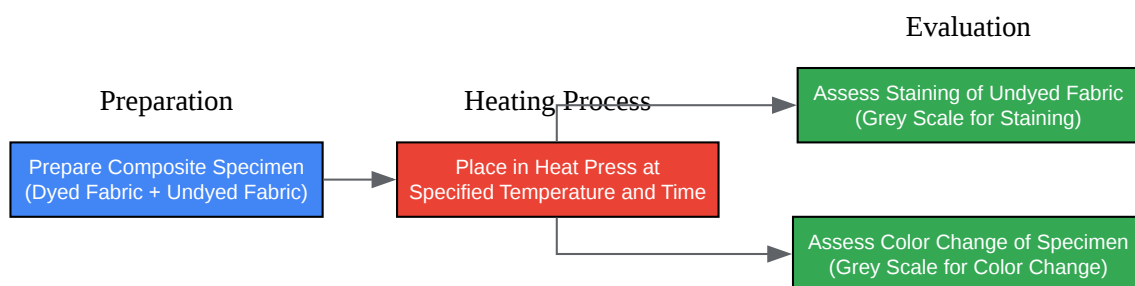 Evaluation
Preparation
Heating Process
Assess Staining of Undyed Fabric
(Grey Scale for Staining)
Prepare Composite Specimen
(Dyed Fabric + Undyed Fabric)
Place in Heat Press at
Specified Temperature and Time
Assess Color Change of Specimen
(Grey Scale for Color Change)